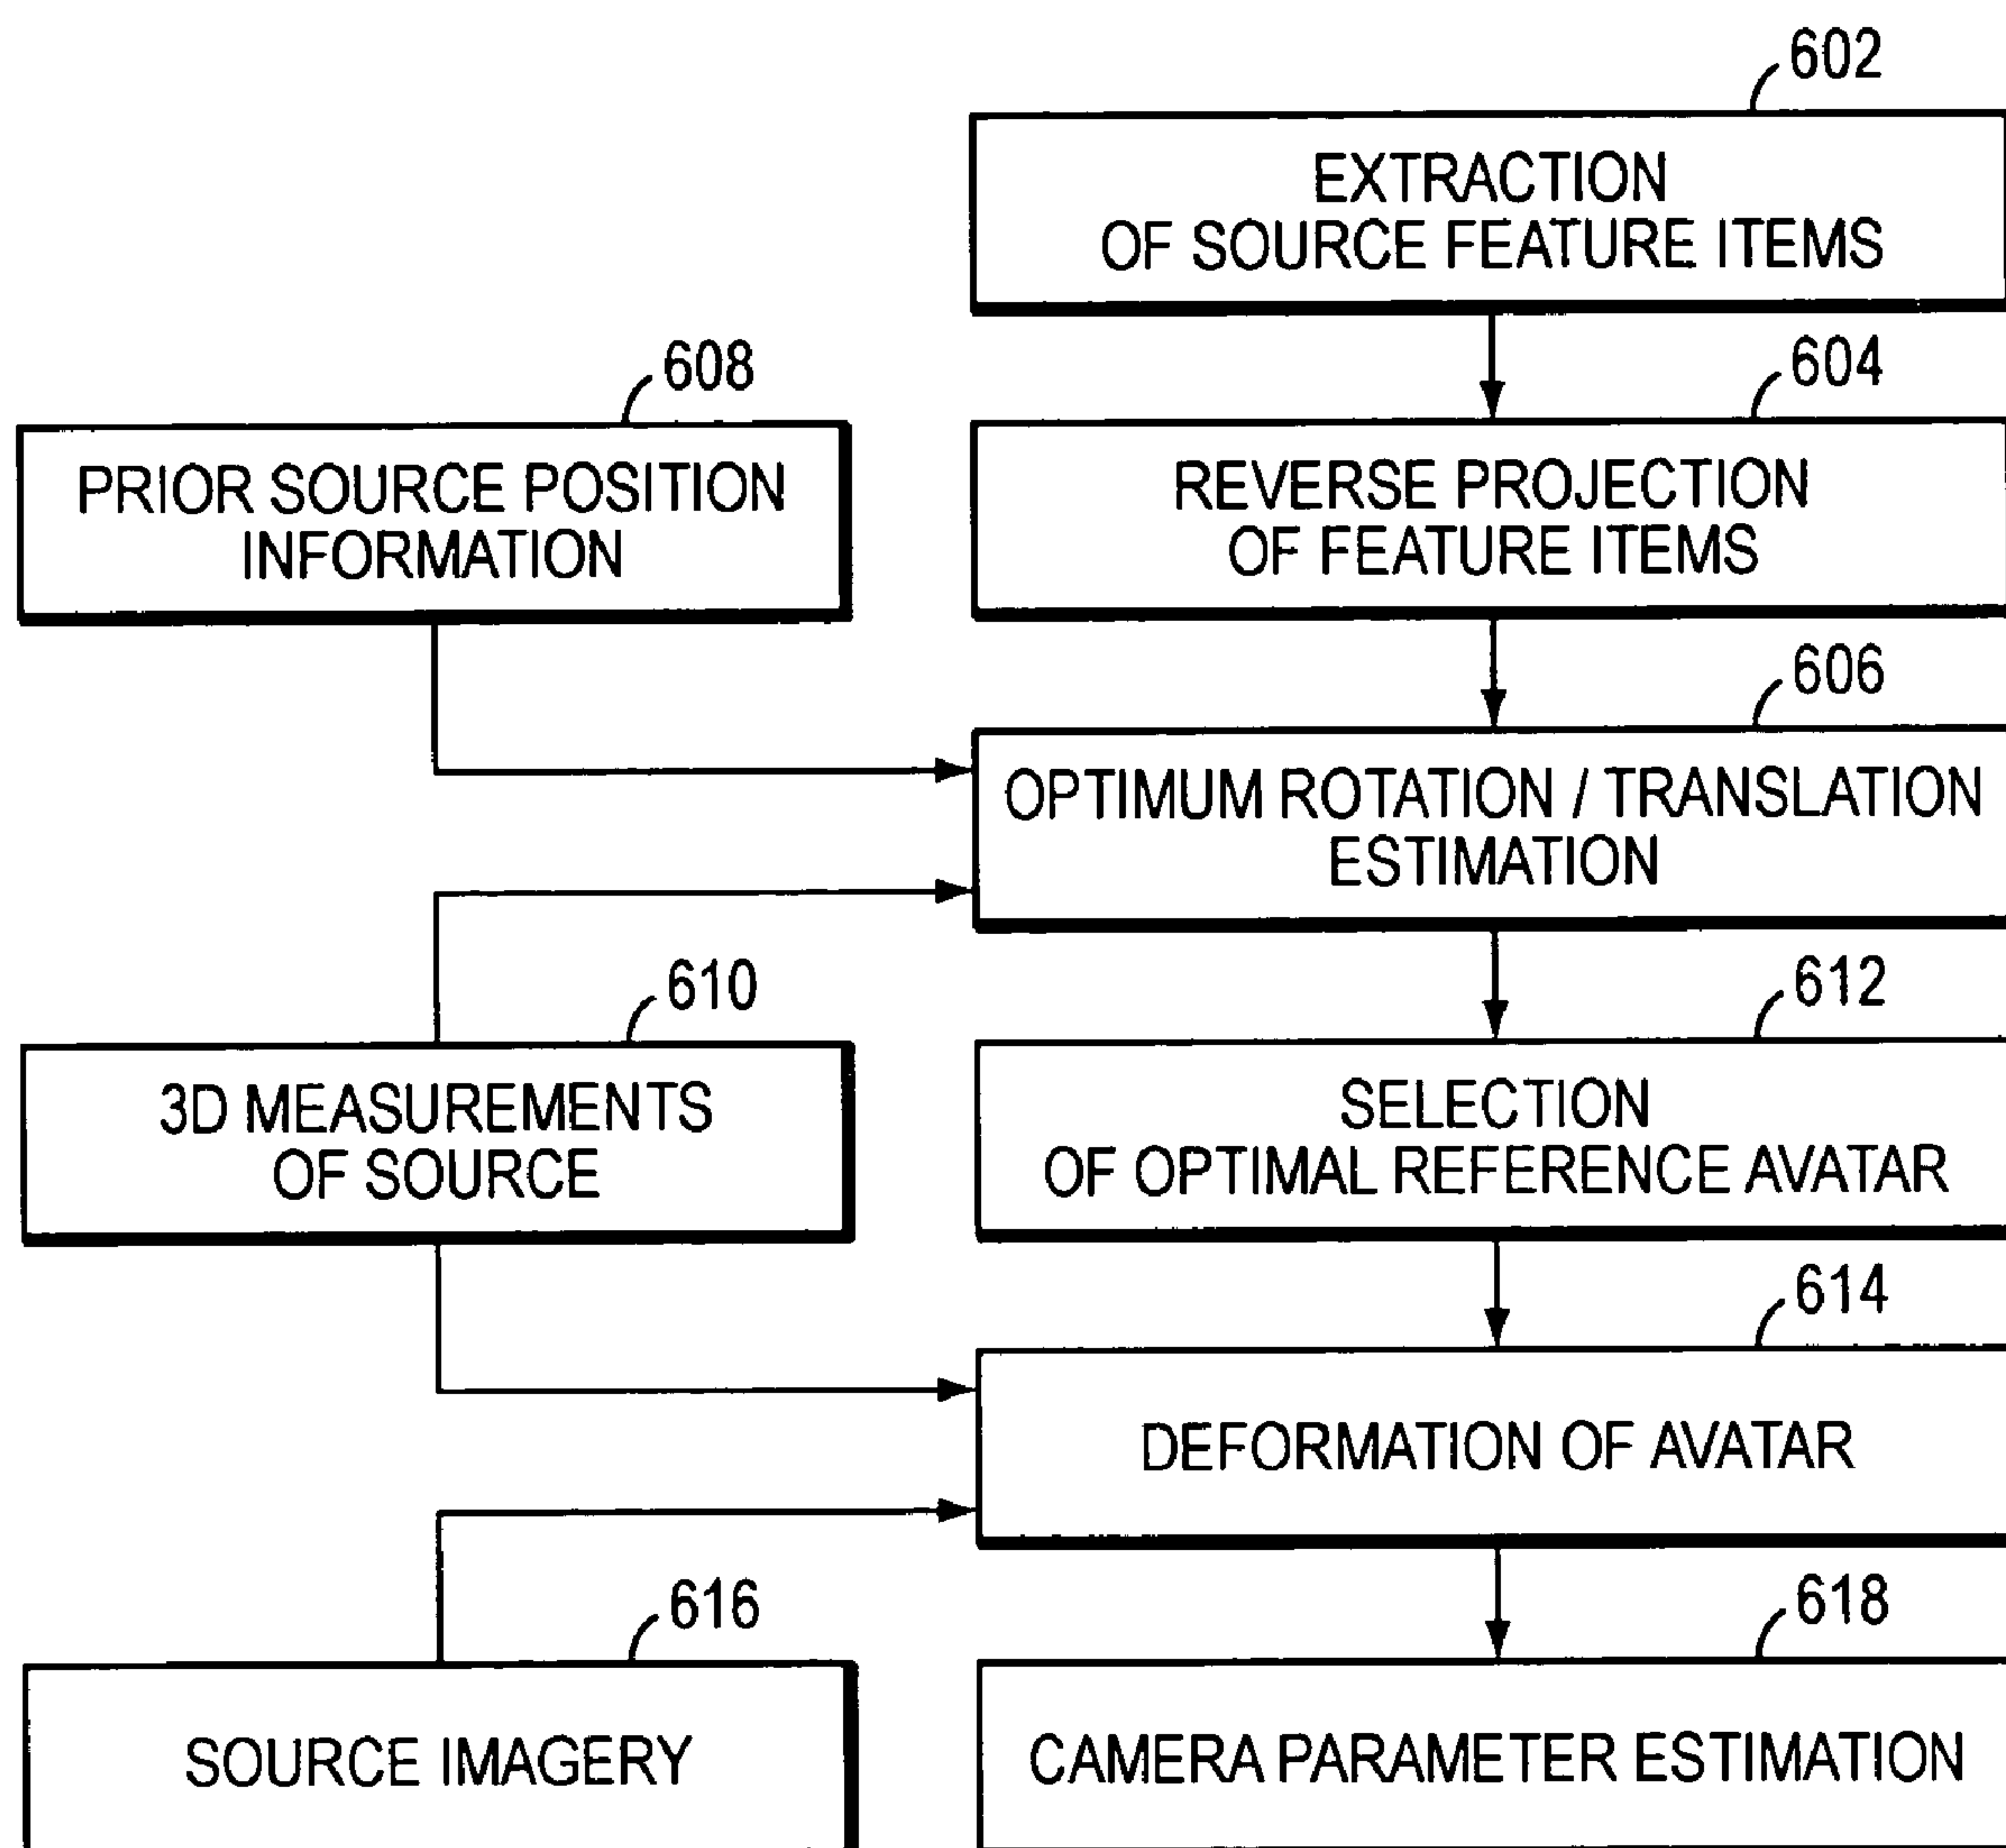 602
EXTRACTION
OF SOURCE FEATURE ITEMS
608
PRIOR SOURCE POSITION
INFORMATION
604
REVERSE PROJECTION
OF FEATURE ITEMS
606
OPTIMUM ROTATION / TRANSLATION
ESTIMATION
610
3D MEASUREMENTS
OF SOURCE
612
SELECTION
OF OPTIMAL REFERENCE AVATAR
614
DEFORMATION OF AVATAR
616
SOURCE IMAGERY
618
CAMERA PARAMETER ESTIMATION